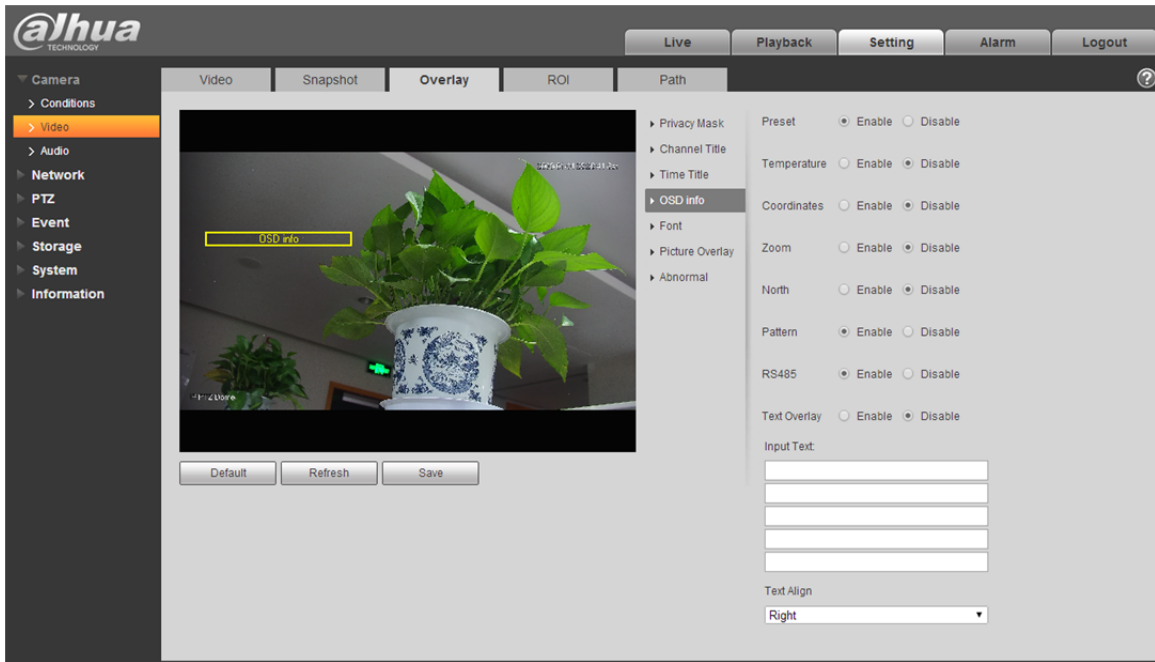 alhua
TECHNOLOGY
Live Playback Setting Alarm Logout
Camera
Conditions
Video
Audio
Network
PTZ
Event
Storage
System
Information
Video Snapshot Overlay ROI Path
?
OSD info
PTZ Dome
Default Refresh Save
Privacy Mask
Channel Title
Time Title
OSD info
Font
Picture Overlay
Abnormal
Preset Enable Disable
Temperature Enable Disable
Coordinates Enable Disable
Zoom Enable Disable
North Enable Disable
Pattern Enable Disable
RS485 Enable Disable
Text Overlay Enable Disable
Input Text:
Text Align
Right